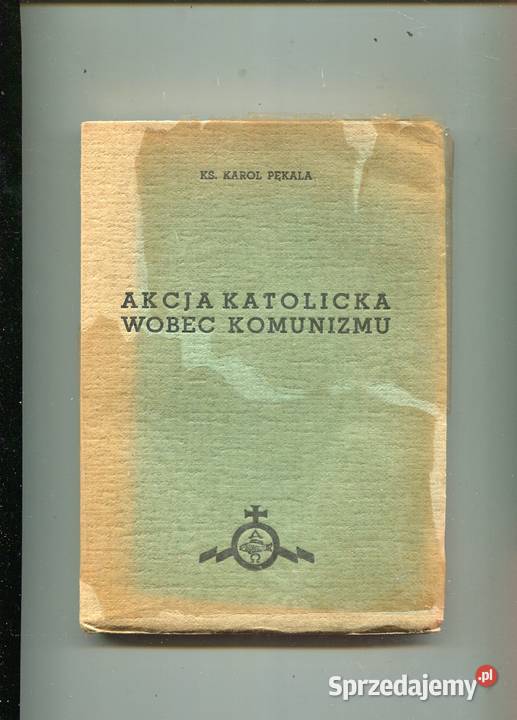 KS. KAROL PĘKALA
AKCJA KATOLICKA
WOBEC KOMUNIZMU
A
Ω
Sprzedajemy.pl